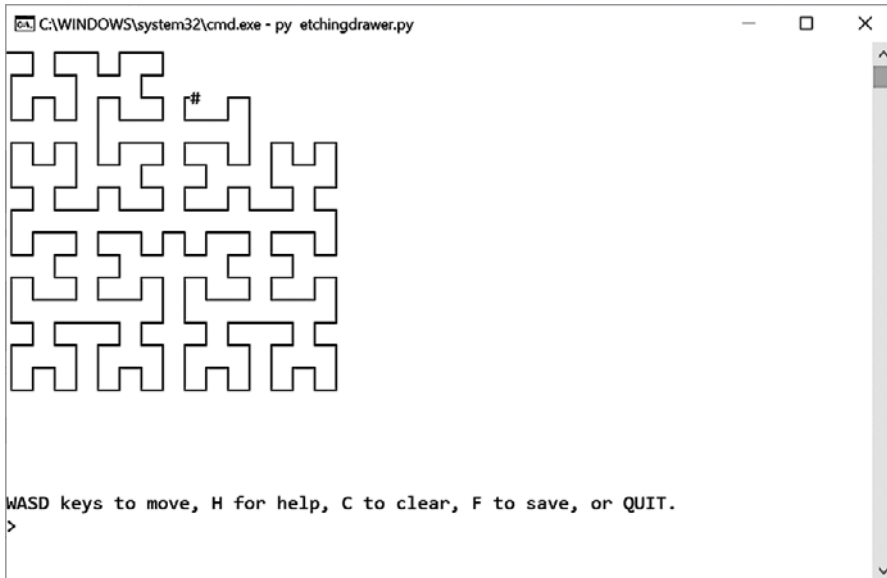 C:\WINDOWS\system32\cmd.exe - py  etchingdrawer.py
#
WASD keys to move, H for help, C to clear, F to save, or QUIT.
>